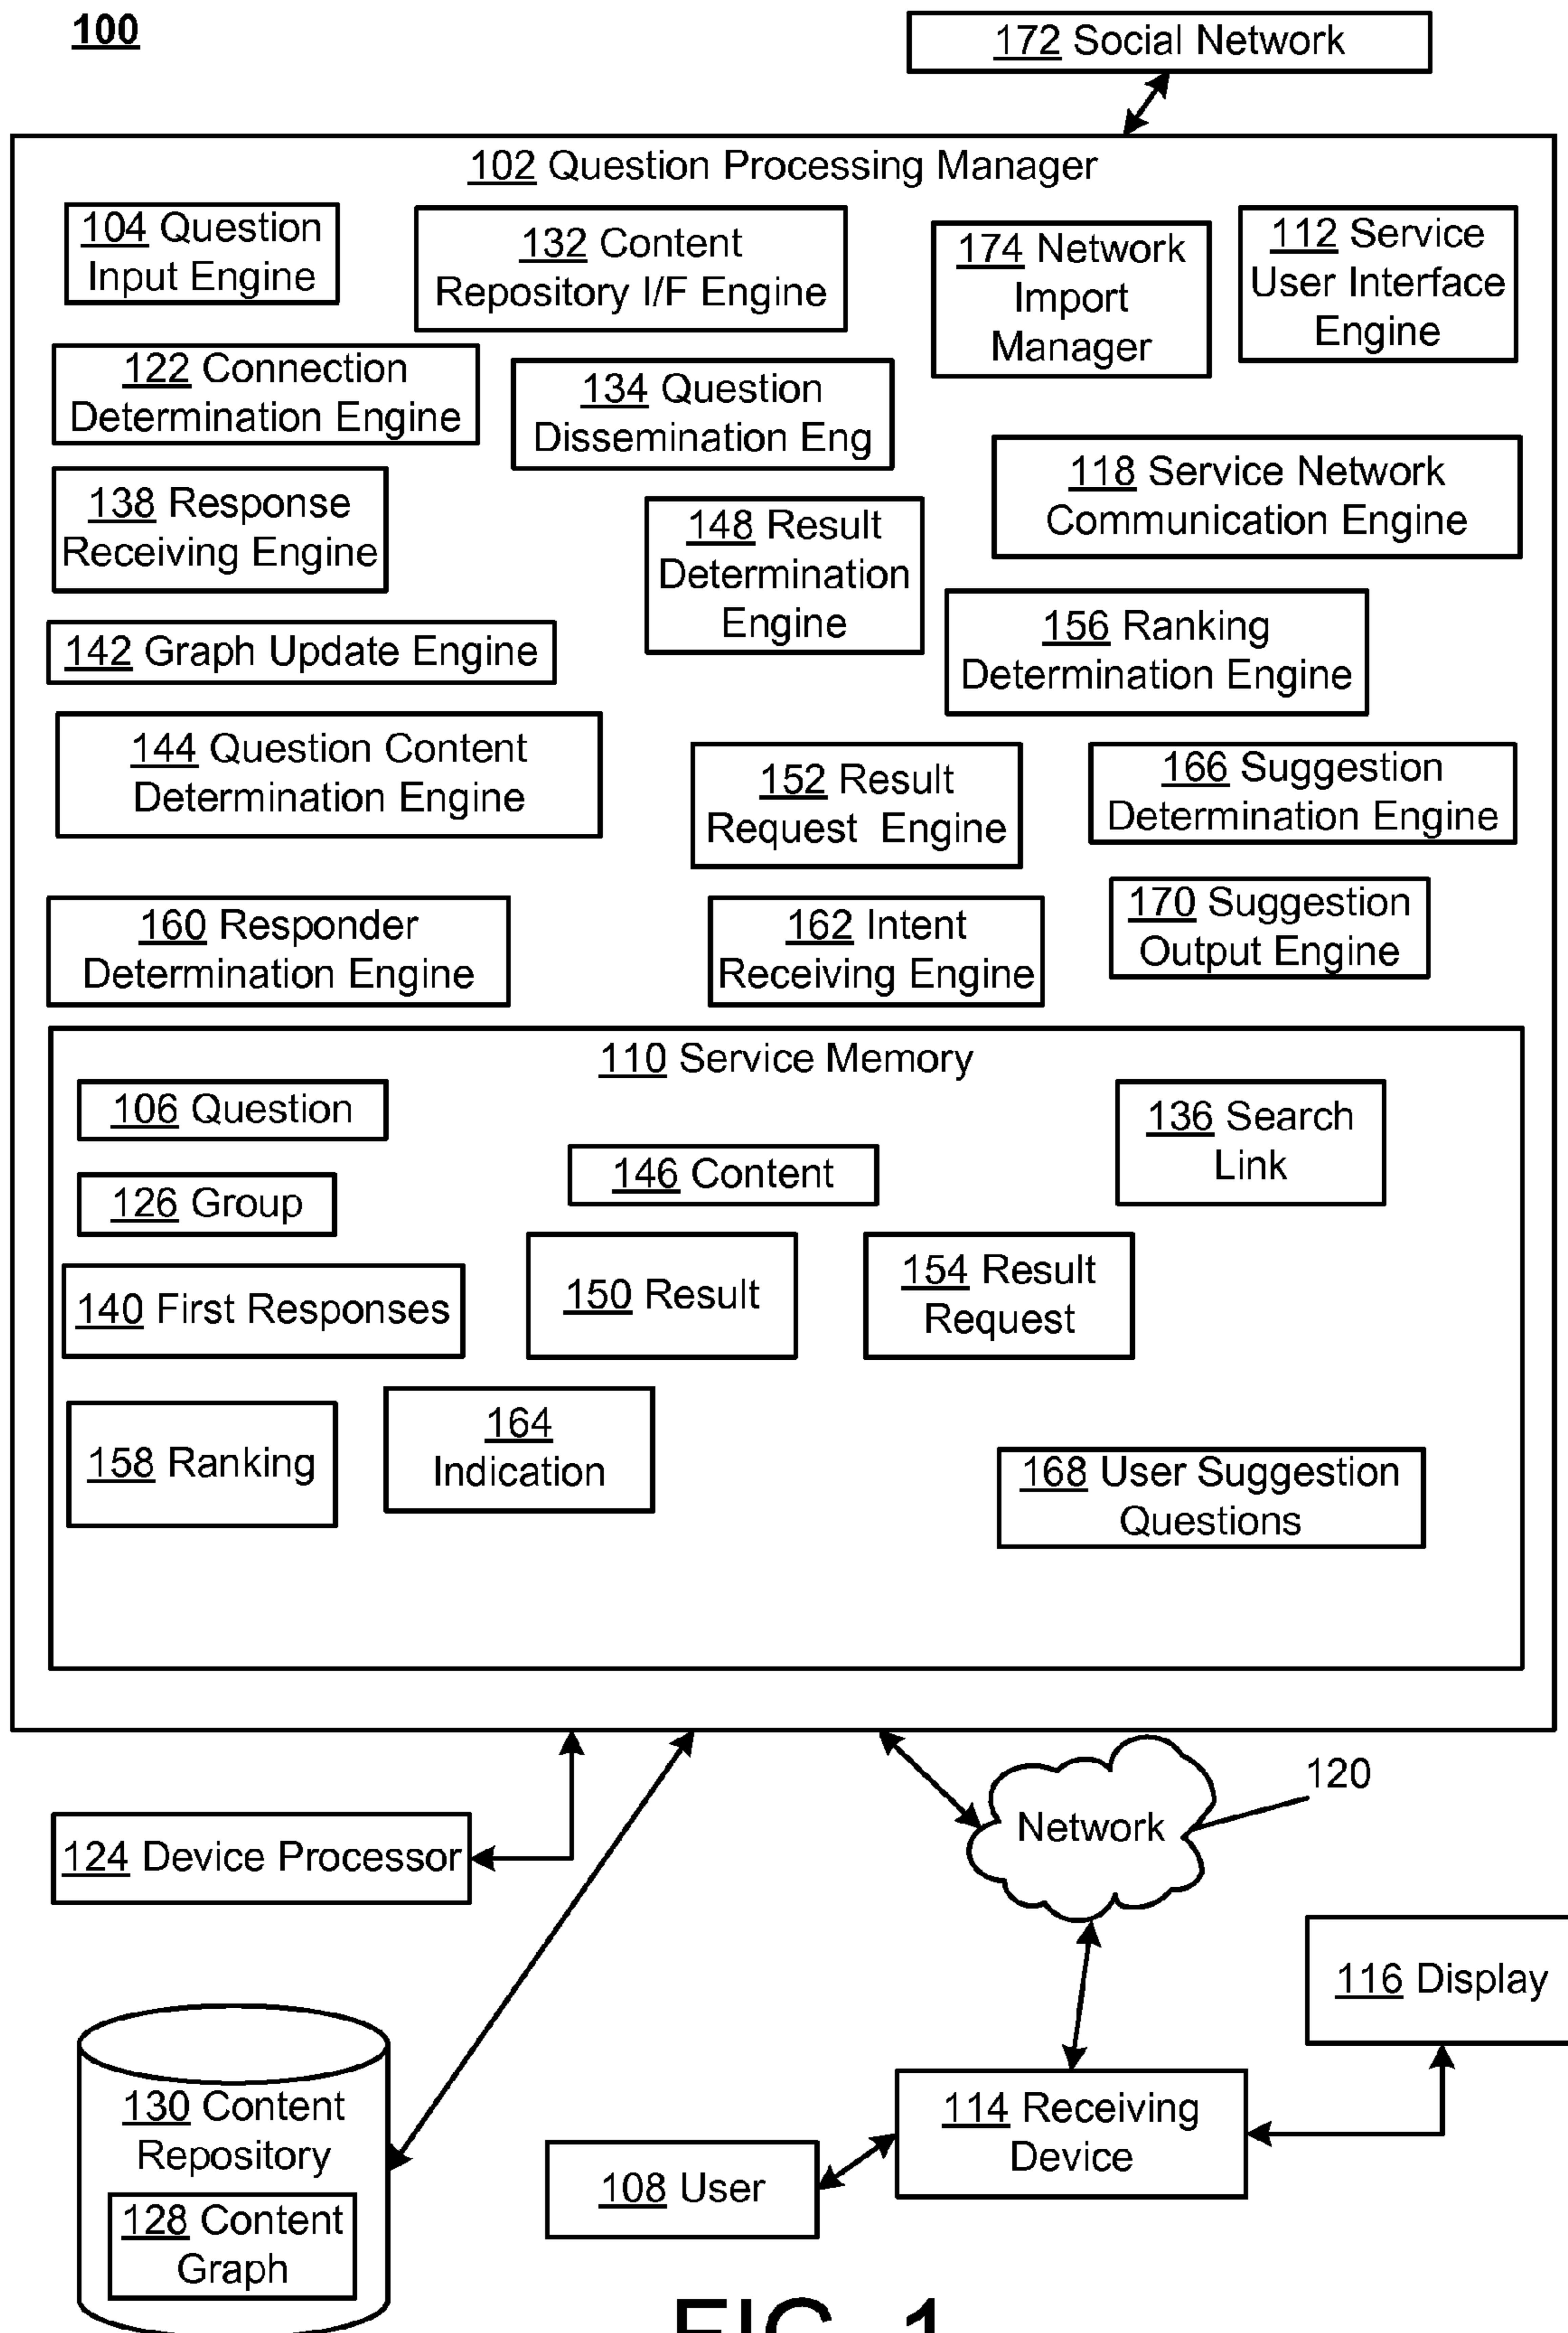 100
172 Social Network
102 Question Processing Manager
104 Question
Input Engine
132 Content
Repository I/F Engine
174 Network
Import
Manager
112 Service
User Interface
Engine
122 Connection
Determination Engine
134 Question
Dissemination Eng
118 Service Network
Communication Engine
138 Response
Receiving Engine
148 Result
Determination
Engine
156 Ranking
Determination Engine
142 Graph Update Engine
144 Question Content
Determination Engine
152 Result
Request Engine
166 Suggestion
Determination Engine
160 Responder
Determination Engine
162 Intent
Receiving Engine
170 Suggestion
Output Engine
110 Service Memory
106 Question
136 Search
Link
146 Content
126 Group
140 First Responses
150 Result
154 Result
Request
158 Ranking
164
Indication
168 User Suggestion
Questions
120
Network
124 Device Processor
116 Display
130 Content
Repository
114 Receiving
Device
108 User
128 Content
Graph
FIG. 1